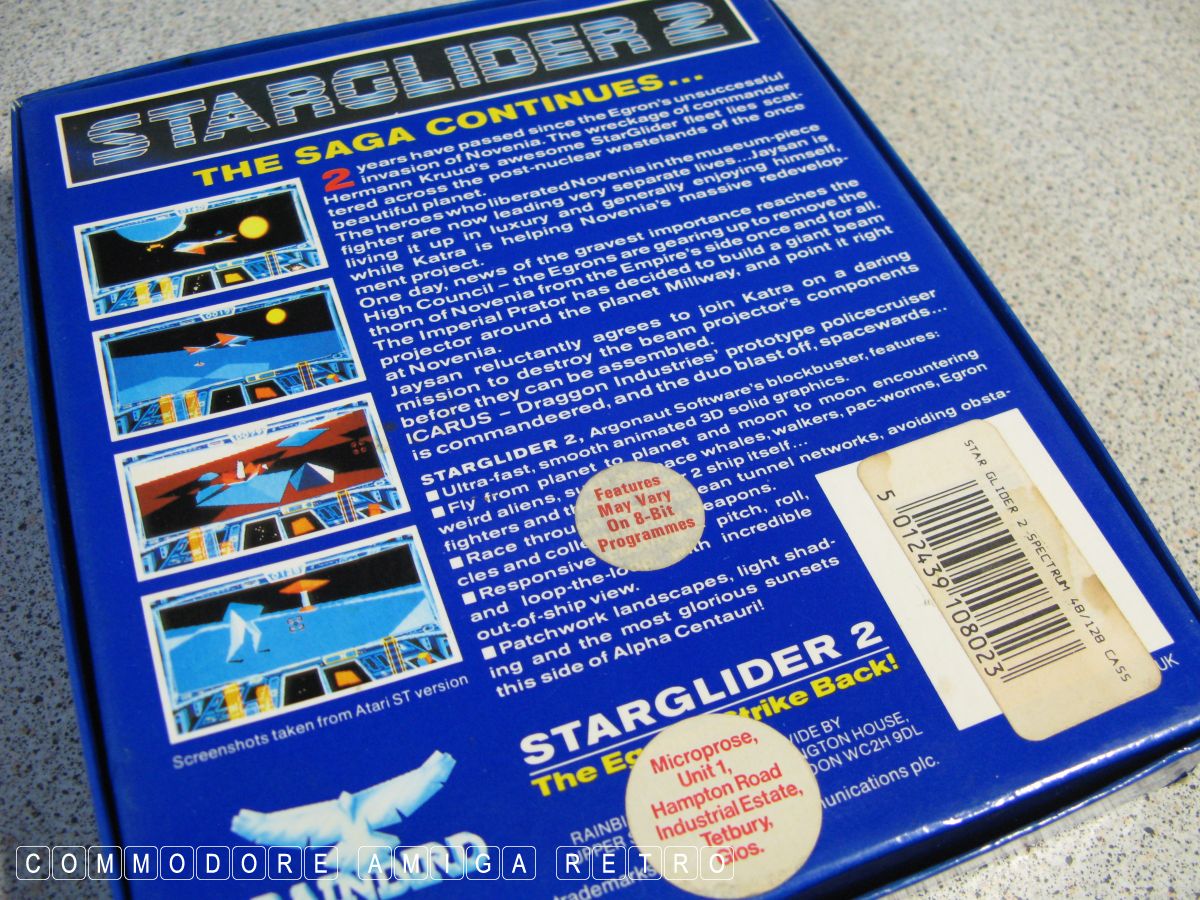 STARGLIDER 2
THE SAGA CONTINUES...
2 years have passed since the Egron's unsuccessful
invasion of Novenia. The wreckage of commander
Hermann Kruud's awesome StarGlider fleet lies scat-
tered across the post-nuclear wastelands of the once
beautiful planet.
The heroes who liberated Novenia in the museum-piece
fighter are now leading very separate lives...Jaysan is
living it up in luxury and generally enjoying himself,
while Katra is helping Novenia's massive redevelop-
ment project.
One day, news of the gravest importance reaches the
High Council – the Egrons are gearing up to remove the
thorn of Novenia from the Empire's side once and for all.
The Imperial Prator has decided to build a giant beam
projector around the planet Millway, and point it right
at Novenia.
Jaysan reluctantly agrees to join Katra on a daring
mission to destroy the beam projector's components
before they can be assembled.
ICARUS – Draggon Industries' prototype policecruiser
is commandeered, and the duo blast off, spacewards...
STARGLIDER 2, Argonaut Software's blockbuster, features:
■Ultra-fast, smooth animated 3D solid graphics.
■Fly from planet to planet and moon to moon encountering
weird aliens, space whales, walkers, pac-worms, Egron
fighters and the 2 ship itself...
■Race through tunnel networks, avoiding obsta-
cles and weapons.
■Responsive pitch, roll,
and loop-the-loop with incredible
out-of-ship view.
■Patchwork landscapes, light shad-
ing and the most glorious sunsets
this side of Alpha Centauri!
Features
May Vary
On 8-Bit
Programmes
STAR GLIDER 2 SPECTRUM 48/128 CASS
5 012439 108023
Screenshots taken from Atari ST version
STARGLIDER 2
The Strike Back!
BY
HOUSE,
WC2H 9DL
plc.
UPPER
trademarks
UK
Microprose,
Unit 1,
Hampton Road
Industrial Estate,
Tetbury,
Glos.
COMMODORE AMIGA RETRO